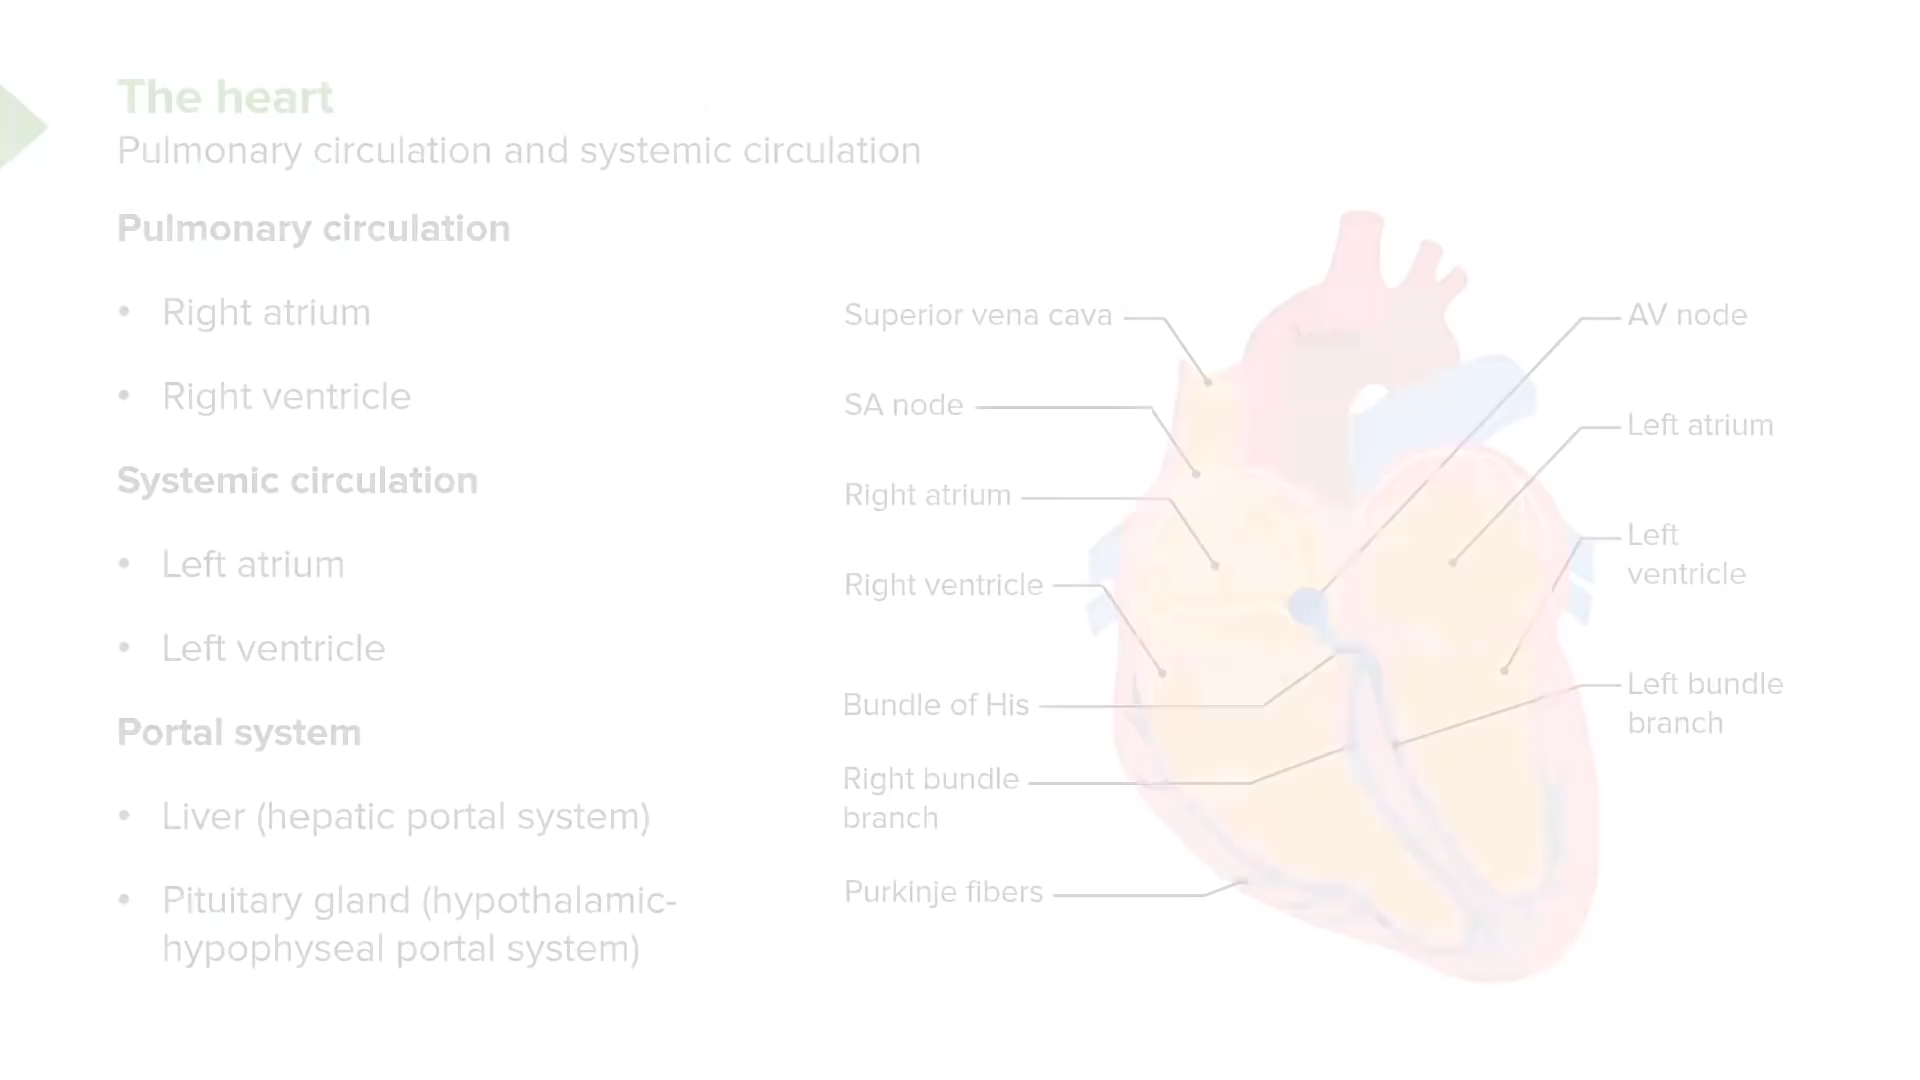 The heart
Pulmonary circulation and systemic circulation
Pulmonary circulation
• Right atrium
• Right ventricle
Systemic circulation
• Left atrium
• Left ventricle
Portal system
• Liver (hepatic portal system)
• Pituitary gland (hypothalamic-
hypophyseal portal system)
Superior vena cava
SA node
Right atrium
Right ventricle
Bundle of His
Right bundle
branch
Purkinje fibers
AV node
Left atrium
Left
ventricle
Left bundle
branch